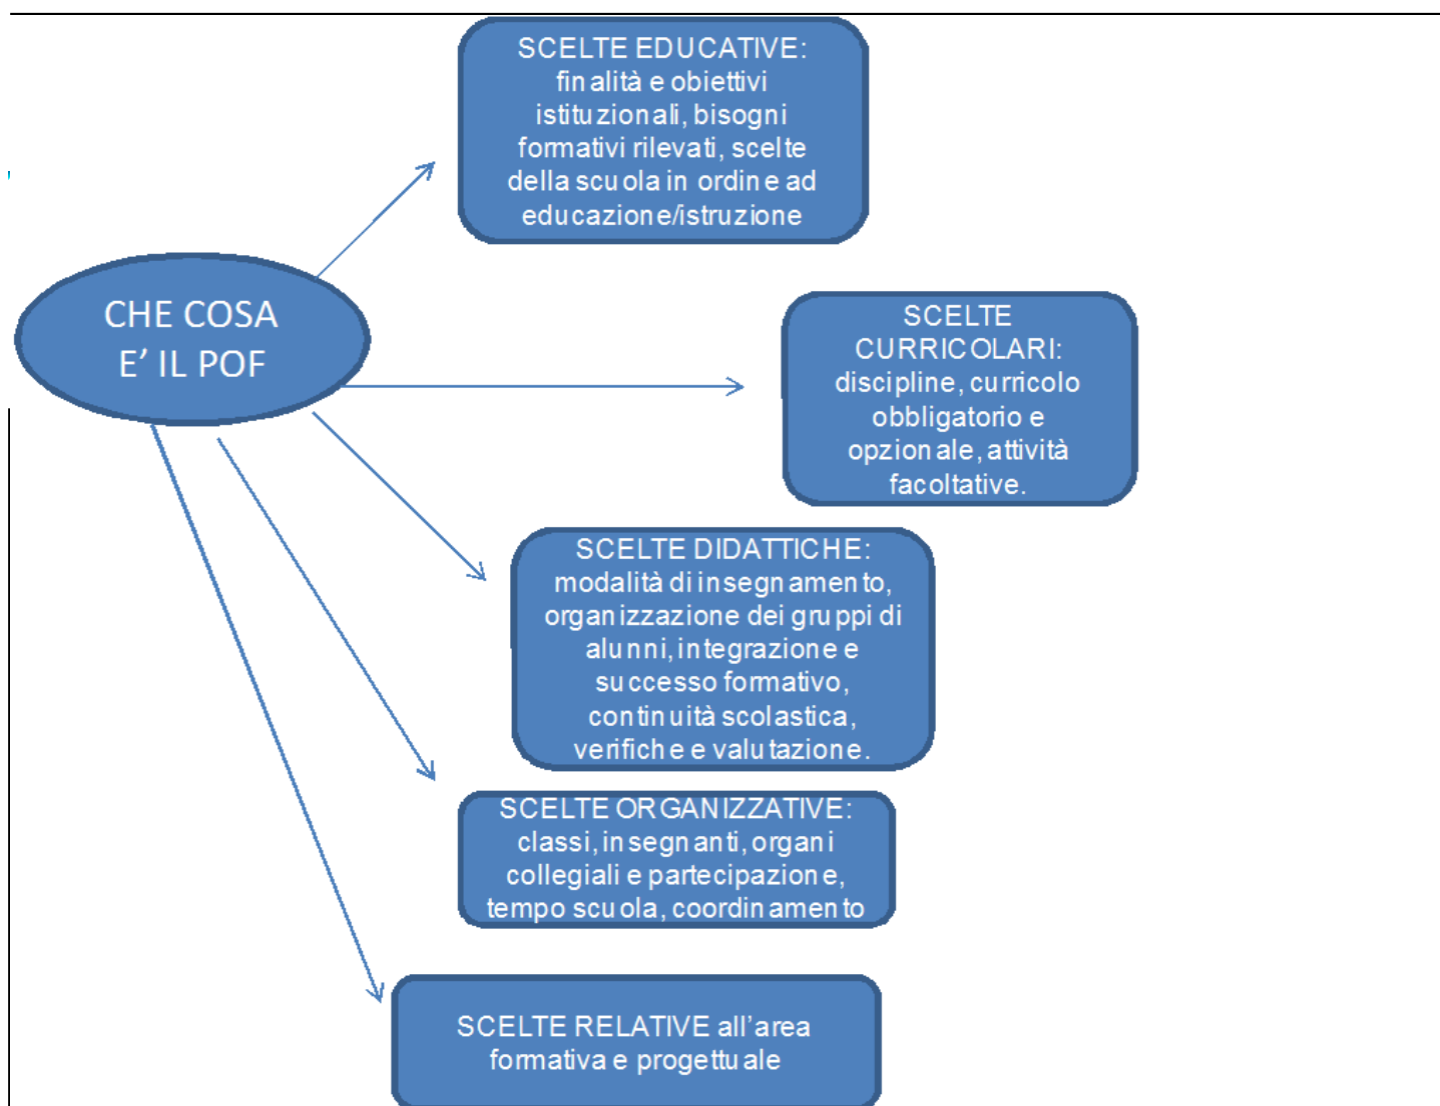 SCELTE EDUCATIVE:
finalità e obiettivi
istituzionali, bisogni
formativi rilevati, scelte
della scuola in ordine ad
educazione/istruzione
CHE COSA
E’ IL POF
SCELTE
CURRICOLARI:
discipline, curricolo
obbligatorio e
opzionale, attività
facoltative.
SCELTE DIDATTICHE:
modalità di insegnamento,
organizzazione dei gruppi di
alunni, integrazione e
successo formativo,
continuità scolastica,
verifiche e valutazione.
SCELTE ORGANIZZATIVE:
classi, insegnanti, organi
collegiali e partecipazione,
tempo scuola, coordinamento
SCELTE RELATIVE all’area
formativa e progettuale